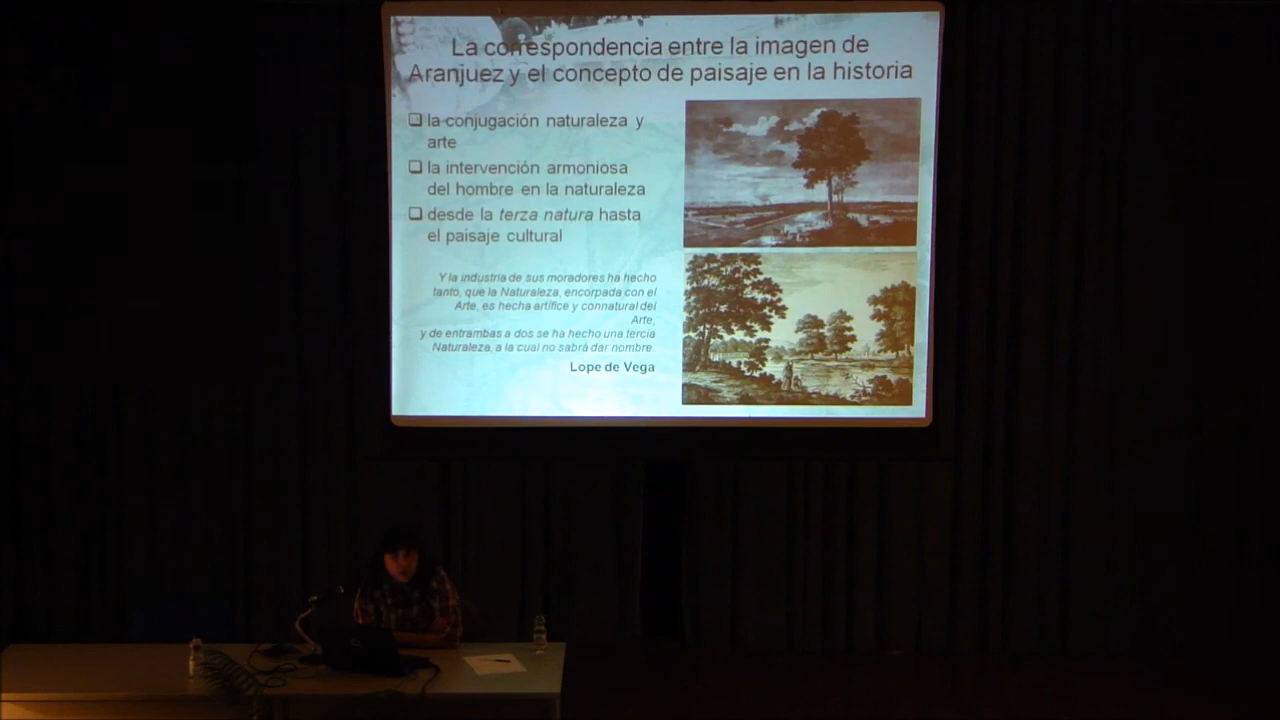 La correspondencia entre la imagen de
Aranjuez y el concepto de paisaje en la historia
la conjugación naturaleza y
arte
la intervención armoniosa
del hombre en la naturaleza
desde la terza natura hasta
el paisaje cultural
Y la industria de sus moradores ha hecho
tanto, que la Naturaleza, encorpada con el
Arte, es hecha artífice y connatural del
Arte,
y de entrambas a dos se ha hecho una tercia
Naturaleza, a la cual no sabrá dar nombre.
Lope de Vega